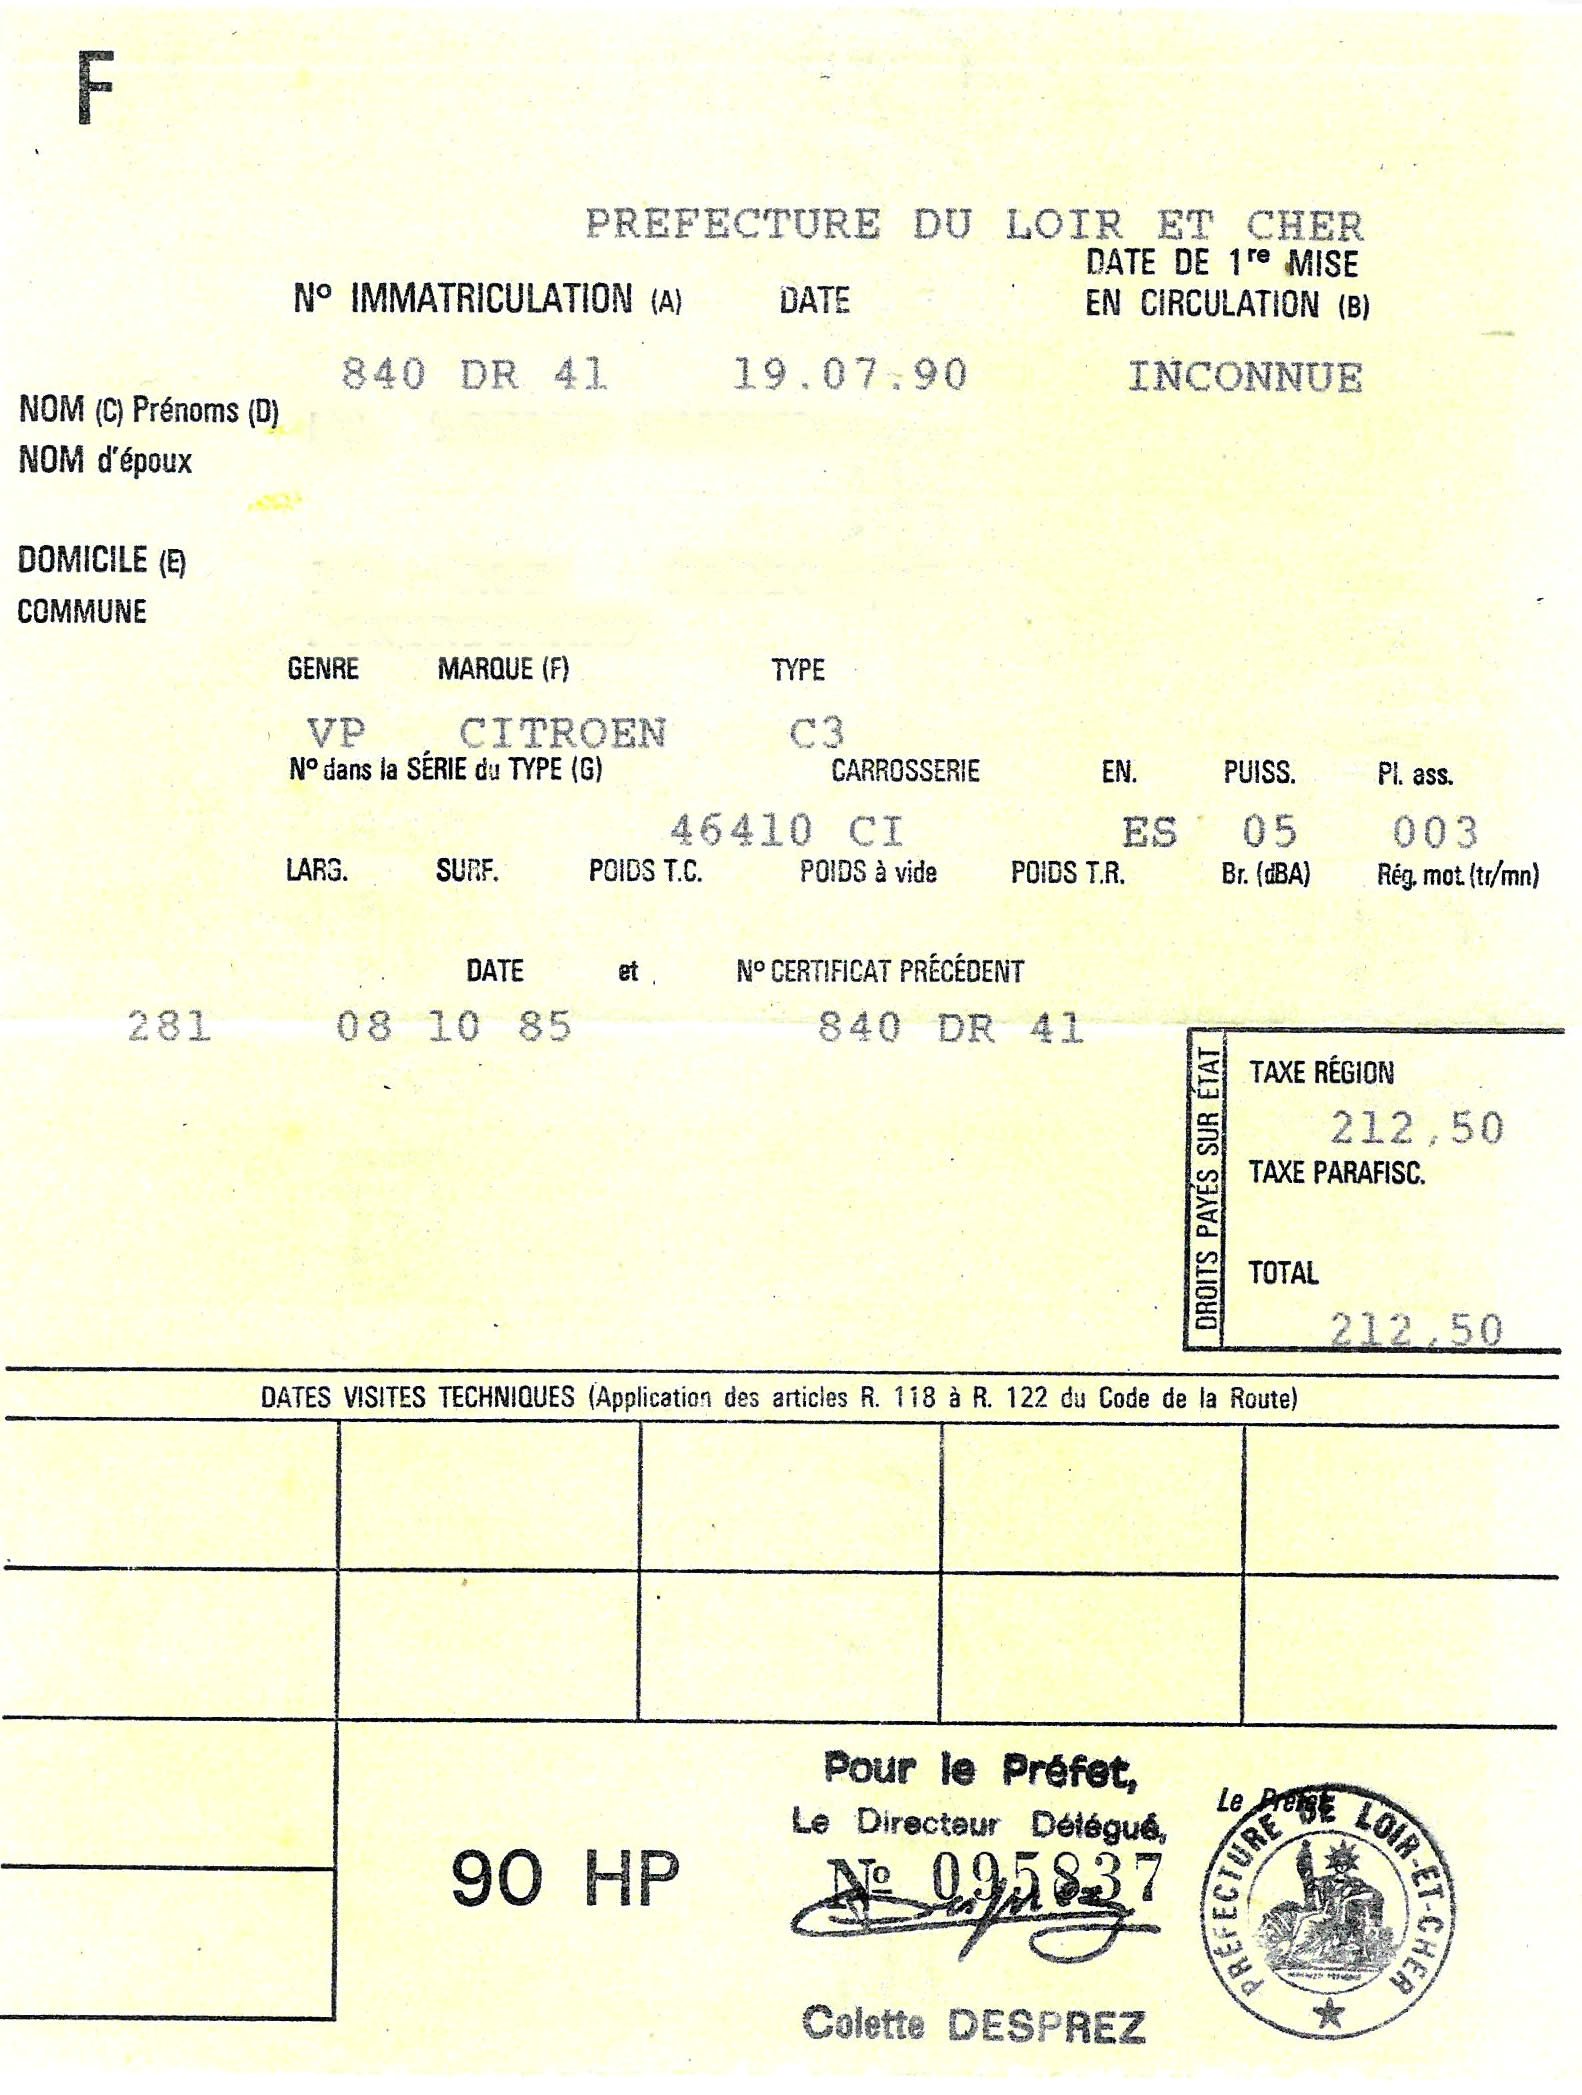 F
PREFECTURE DU LOIR ET CHER
DATE DE 1re MISE
Nº IMMATRICULATION (A) DATE EN CIRCULATION (B)
840 DR 41 19.07.90 INCONNUE
NOM (C) Prénoms (D)
NOM d'époux
DOMICILE (E)
COMMUNE
GENRE MARQUE (F) TYPE
VP CITROEN C3
Nº dans la SÉRIE du TYPE (G) CARROSSERIE EN. PUISS. Pl. ass.
46410 CI ES 05 003
LARG. SURF. POIDS T.C. POIDS à vide POIDS T.R. Br. (dBA) Rég. mot. (tr/mn)
DATE et Nº CERTIFICAT PRÉCÉDENT
281 08 10 85 840 DR 41
DROITS PAYÉS SUR ÉTAT
TAXE RÉGION
212,50
TAXE PARAFISC.
TOTAL
212,50
DATES VISITES TECHNIQUES (Application des articles R. 118 à R. 122 du Code de la Route)
Pour le Préfet,
Le Préfet
Le Directeur Délégué,
90 HP Nº 095837
PRÉFECTURE DE LOIR-ET-CHER
Colette DESPREZ